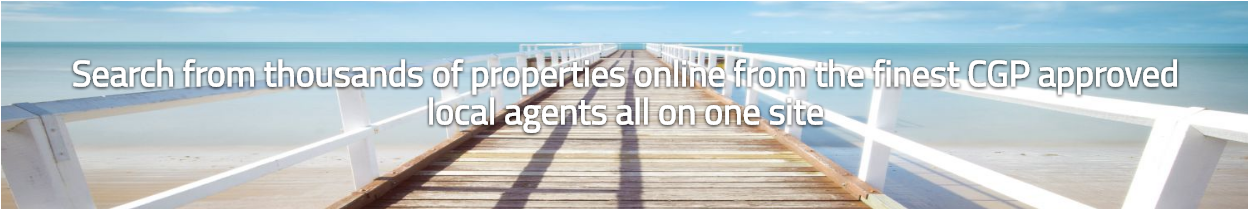 Search from thousands of properties online from the finest CGP approved
local agents all on one site